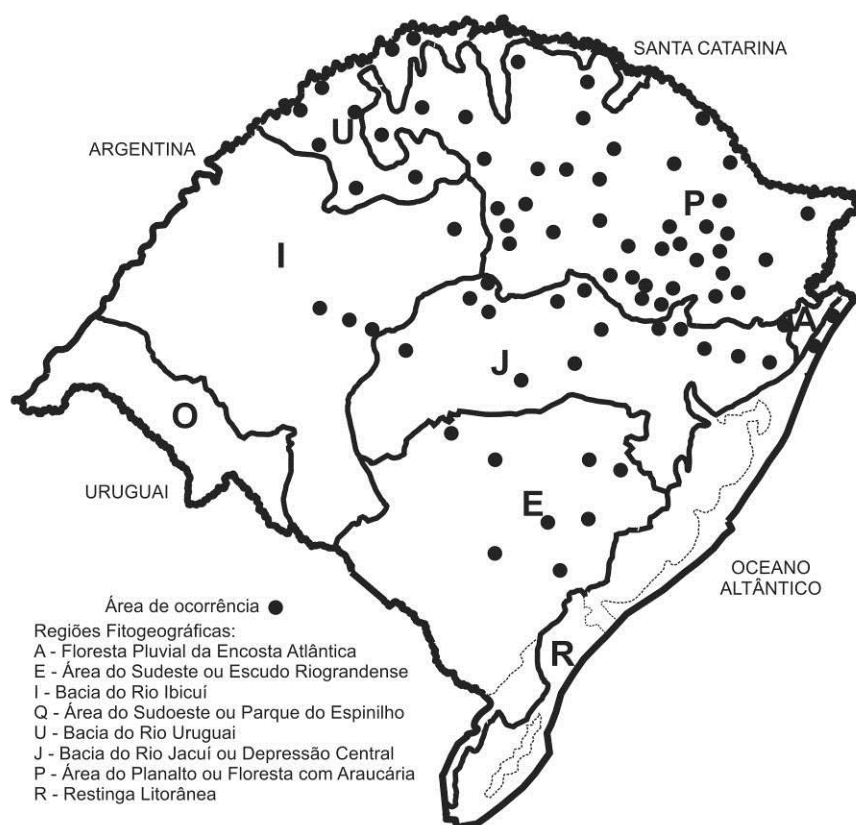 SANTA CATARINA
ARGENTINA
U
P
I
A
J
O
URUGUAI
E
OCEANO
ALTÂNTICO
R
Área de ocorrência
Regiões Fitogeográficas:
A - Floresta Pluvial da Encosta Atlântica
E - Área do Sudeste ou Escudo Riograndense
I - Bacia do Rio Ibicuí
Q - Área do Sudoeste ou Parque do Espinilho
U - Bacia do Rio Uruguai
J - Bacia do Rio Jacuí ou Depressão Central
P - Área do Planalto ou Floresta com Araucária
R - Restinga Litorânea